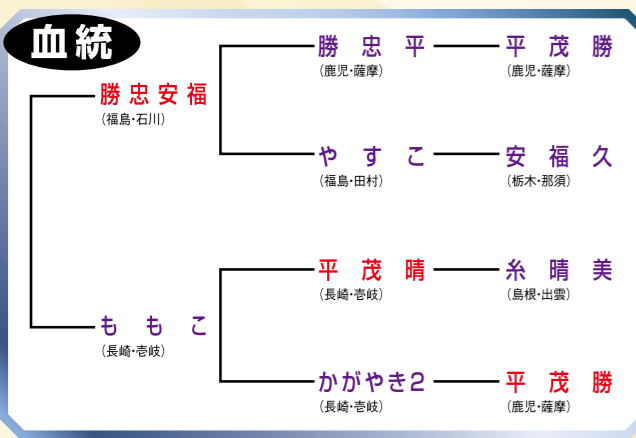 血統
勝忠平
平茂勝
(鹿児・薩摩)
(鹿児・薩摩)
勝忠安福
(福島・石川)
やすこ
安福久
(福島・田村)
(栃木・那須)
平茂晴
糸晴美
(長崎・壱岐)
(島根・出雲)
ももこ
(長崎・壱岐)
かがやき2
平茂勝
(長崎・壱岐)
(鹿児・薩摩)